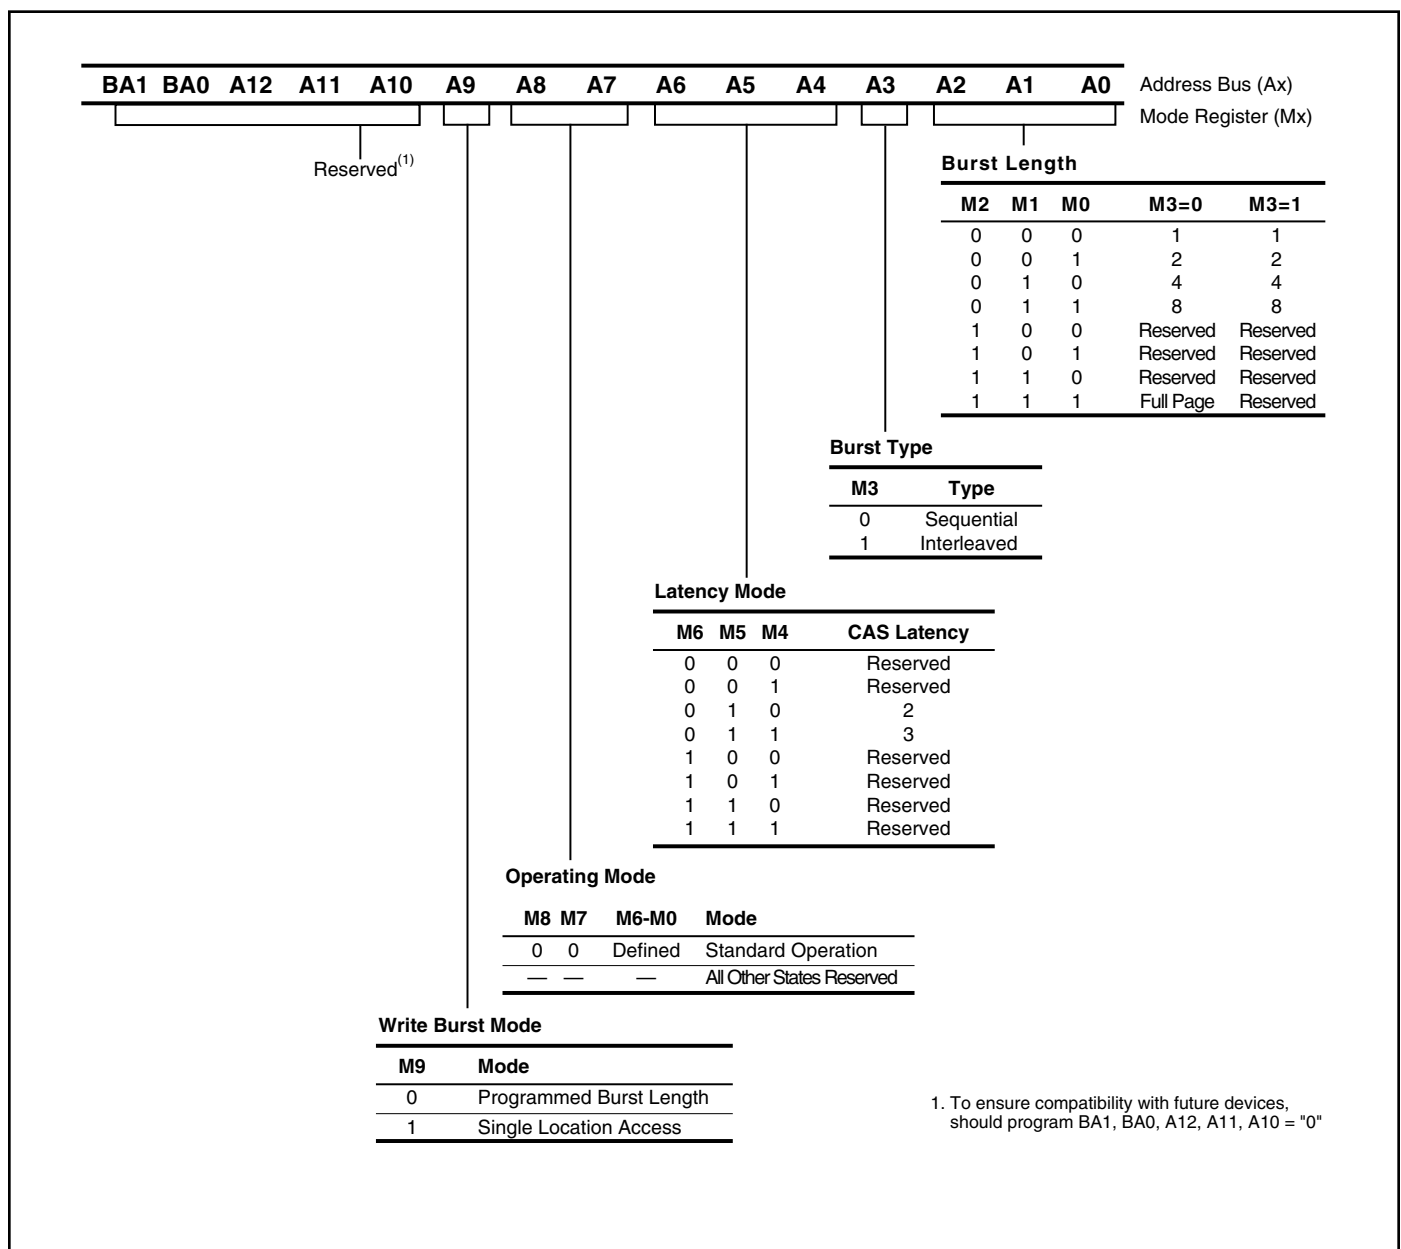 BA1 BA0 A12 A11 A10 A9 A8 A7 A6 A5 A4 A3 A2 A1 A0 Address Bus (Ax)
Mode Register (Mx)
Reserved(1)
Burst Length
M2 M1 M0 M3=0 M3=1
0 0 0 1 1
0 0 1 2 2
0 1 0 4 4
0 1 1 8 8
1 0 0 Reserved Reserved
1 0 1 Reserved Reserved
1 1 0 Reserved Reserved
1 1 1 Full Page Reserved
Burst Type
M3 Type
0 Sequential
1 Interleaved
Latency Mode
M6 M5 M4 CAS Latency
0 0 0 Reserved
0 0 1 Reserved
0 1 0 2
0 1 1 3
1 0 0 Reserved
1 0 1 Reserved
1 1 0 Reserved
1 1 1 Reserved
Operating Mode
M8 M7 M6-M0 Mode
0 0 Defined Standard Operation
— — — All Other States Reserved
Write Burst Mode
M9 Mode
0 Programmed Burst Length
1 Single Location Access
1. To ensure compatibility with future devices,
should program BA1, BA0, A12, A11, A10 = "0"